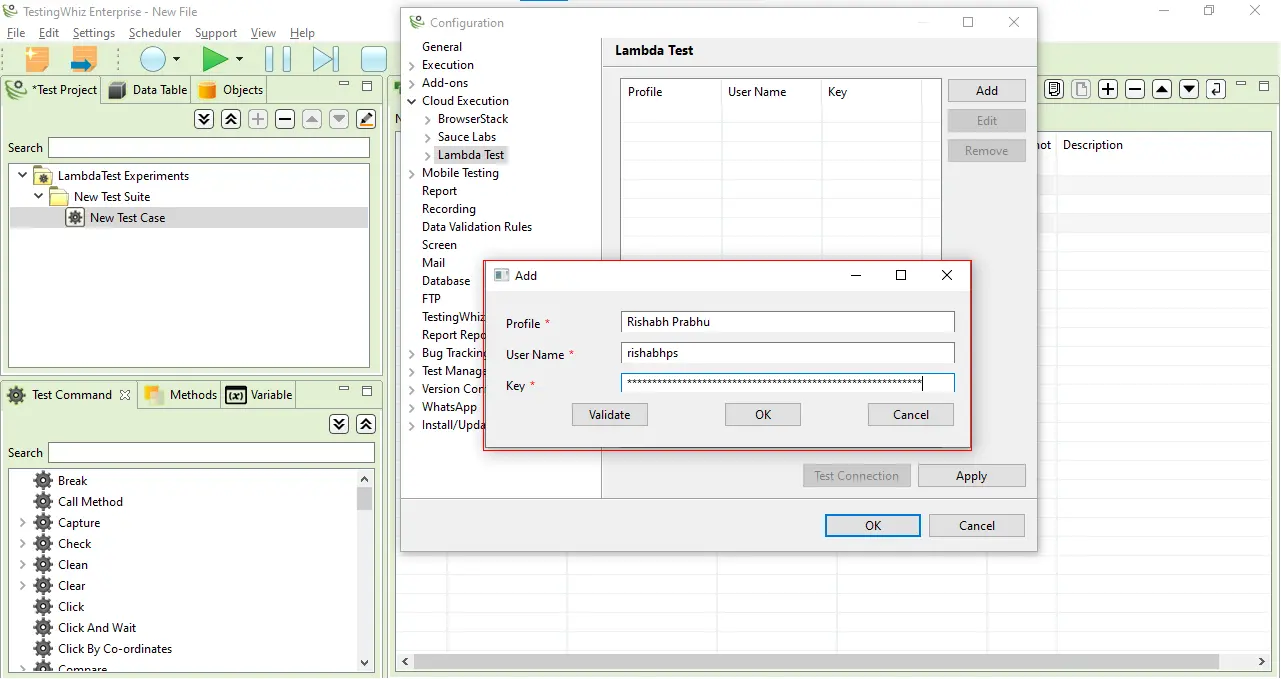 TestingWhiz Enterprise - New File
File Edit Settings Scheduler Support View Help
*Test Project Data Table Objects
Search
LambdaTest Experiments
New Test Suite
New Test Case
Test Command Methods Variable
Search
Break
Call Method
Capture
Check
Clean
Clear
Click
Click And Wait
Click By Co-ordinates
Compare
Configuration
General
Execution
Add-ons
Cloud Execution
BrowserStack
Sauce Labs
Lambda Test
Mobile Testing
Report
Recording
Data Validation Rules
Screen
Mail
Database
FTP
TestingWhiz
Report Repo
Bug Tracking
Test Manage
Version Con
WhatsApp
Install/Upda
Lambda Test
Profile User Name Key
Add
Edit
Remove
Add
Profile * Rishabh Prabhu
User Name * rishabhps
Key *
Validate OK Cancel
Test Connection Apply
OK Cancel
ot Description